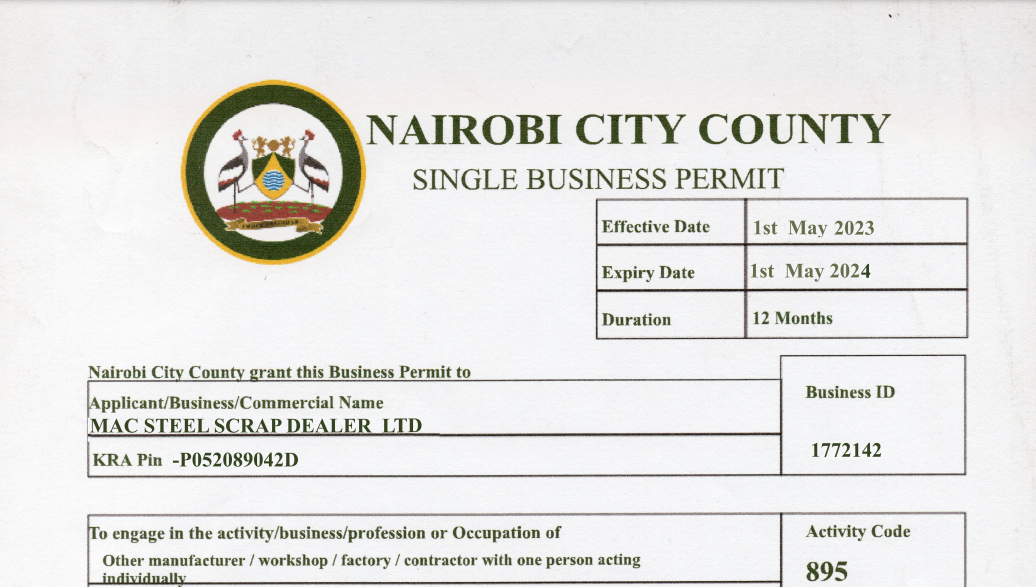 NAIROBI CITY COUNTY
SINGLE BUSINESS PERMIT
Effective Date 1st May 2023
Expiry Date 1st May 2024
Duration 12 Months
Nairobi City County grant this Business Permit to
Applicant/Business/Commercial Name
MAC STEEL SCRAP DEALER LTD
KRA Pin -P052089042D
Business ID
1772142
To engage in the activity/business/profession or Occupation of
Other manufacturer / workshop / factory / contractor with one person acting
individually
Activity Code
895